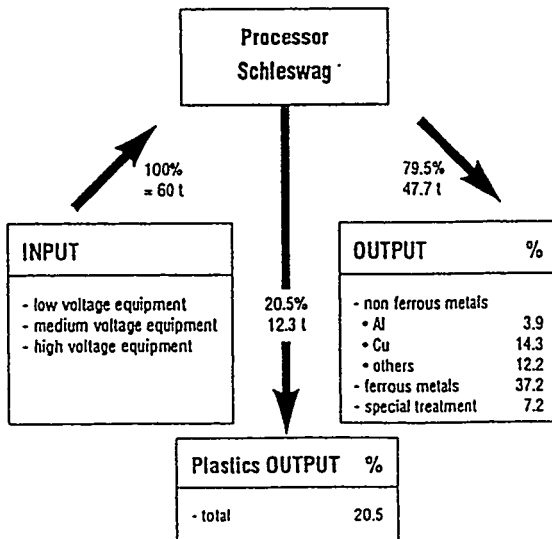 Processor
Schleswag
100%
= 60 t
79.5%
47.7 t
INPUT
- low voltage equipment
- medium voltage equipment
- high voltage equipment
20.5%
12.3 t
OUTPUT %
- non ferrous metals
• Al 3.9
• Cu 14.3
• others 12.2
- ferrous metals 37.2
- special treatment 7.2
Plastics OUTPUT %
- total 20.5